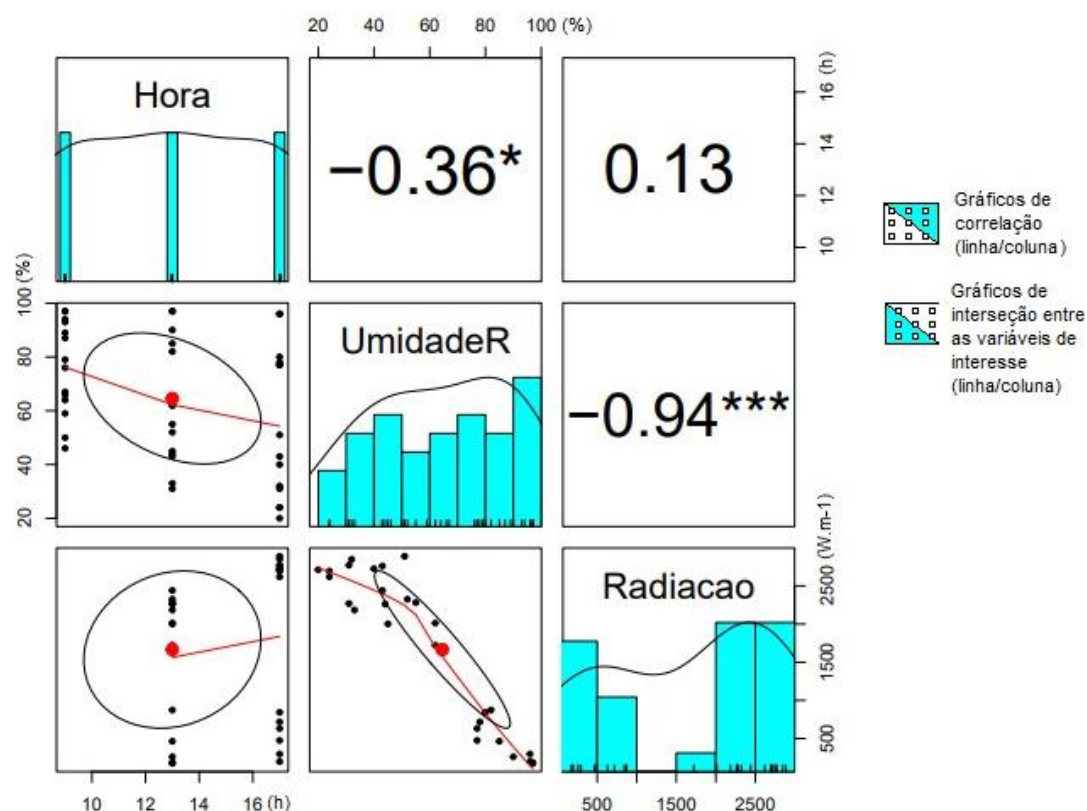 20 40 60 80 100 (%)
Hora
−0.36*
0.13
10 12 14 16 (h)
Gráficos de
correlação
(linha/coluna)
Gráficos de
interseção entre
as variáveis de
interesse
(linha/coluna)
20 40 60 80 100 (%)
UmidadeR
−0.94***
Radiacao
500 1500 2500 (W.m-1)
10 12 14 16 (h)
500 1500 2500